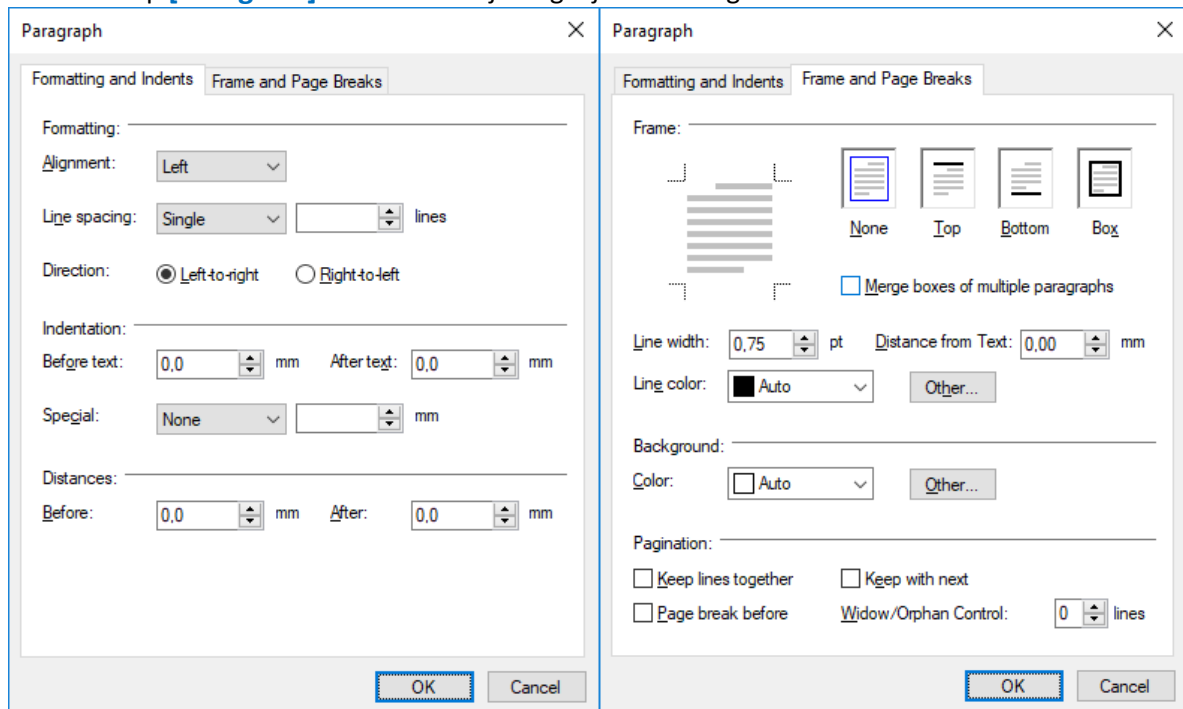 Paragraph
Formatting and Indents Frame and Page Breaks
Formatting:
Alignment: Left
Line spacing: Single lines
Direction: Left-to-right Right-to-left
Indentation:
Before text: 0,0 mm After text: 0,0 mm
Special: None mm
Distances:
Before: 0,0 mm After: 0,0 mm
OK Cancel
Paragraph
Formatting and Indents Frame and Page Breaks
Frame:
None Top Bottom Box
Merge boxes of multiple paragraphs
Line width: 0,75 pt Distance from Text: 0,00 mm
Line color: Auto Other...
Background:
Color: Auto Other...
Pagination:
Keep lines together Keep with next
Page break before Widow/Orphan Control: 0 lines
OK Cancel